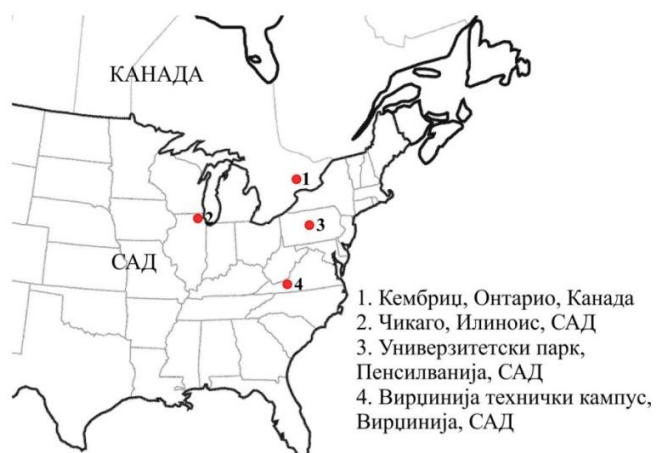 КАНАДА
1
2
3
САД
4
1. Кембриџ, Онтарио, Канада
2. Чикаго, Илиноис, САД
3. Универзитетски парк,
Пенсилванија, САД
4. Вирџинија технички кампус,
Вирџинија, САД